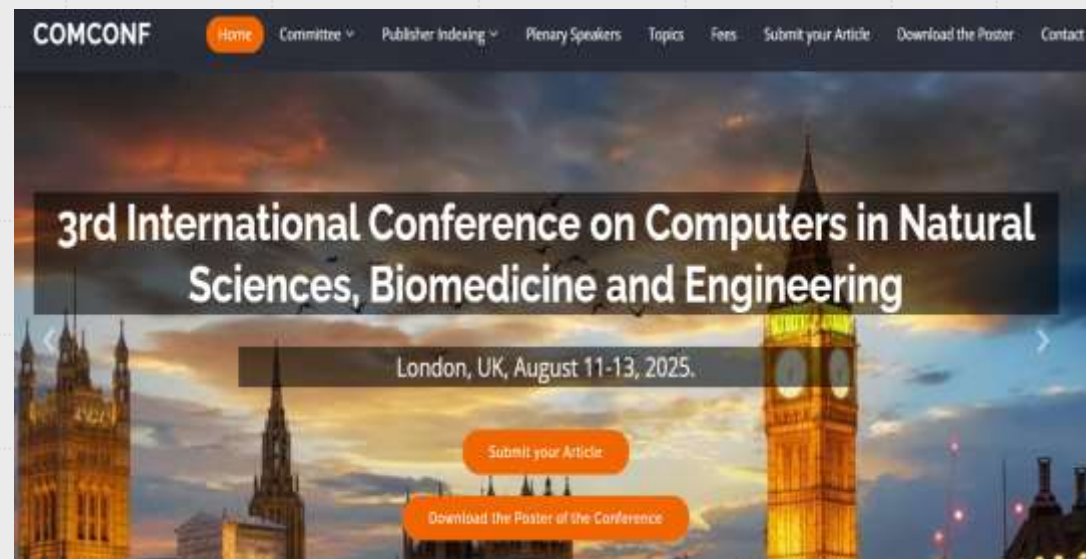 COMCONF
Home Committee Publisher Indexing Plenary Speakers Topics Fees Submit your Article Download the Poster Contact
3rd International Conference on Computers in Natural
Sciences, Biomedicine and Engineering
London, UK, August 11-13, 2025.
Submit your Article
Download the Poster of the Conference